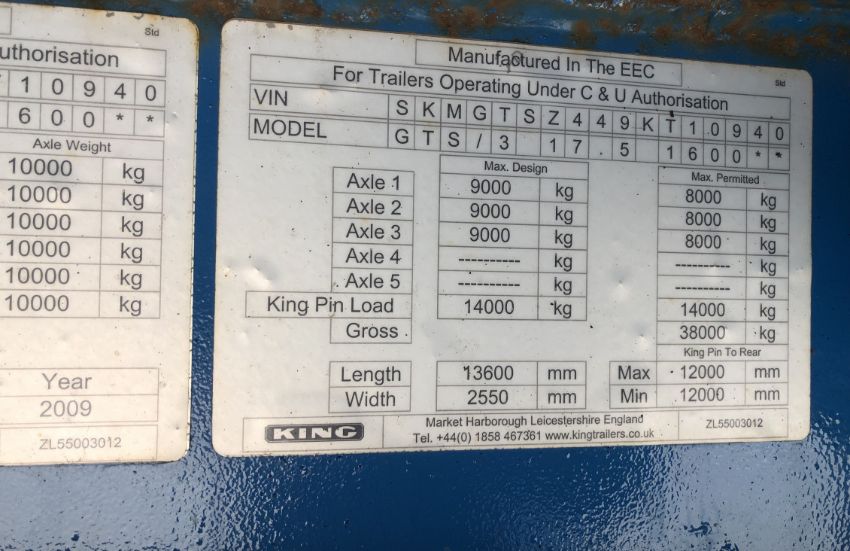 Std
uthorisation
1 0 9 4 0
6 0 0 * *
Axle Weight
10000 kg
10000 kg
10000 kg
10000 kg
10000 kg
10000 kg
Year
2009
ZL55003012
Manufactured In The EEC
Std
For Trailers Operating Under C & U Authorisation
VIN S K M G T S Z 4 4 9 K T 1 0 9 4 0
MODEL G T S / 3 17 . 5 1 6 0 0 * *
Max. Design Max. Permitted
Axle 1 9000 kg 8000 kg
Axle 2 9000 kg 8000 kg
Axle 3 9000 kg 8000 kg
Axle 4 ---------- kg ---------- kg
Axle 5 ---------- kg ---------- kg
King Pin Load 14000 kg 14000 kg
Gross 38000 kg
King Pin To Rear
Length 13600 mm Max 12000 mm
Width 2550 mm Min 12000 mm
KING
Market Harborough Leicestershire England
Tel. +44(0) 1858 467361 www.kingtrailers.co.uk
ZL55003012